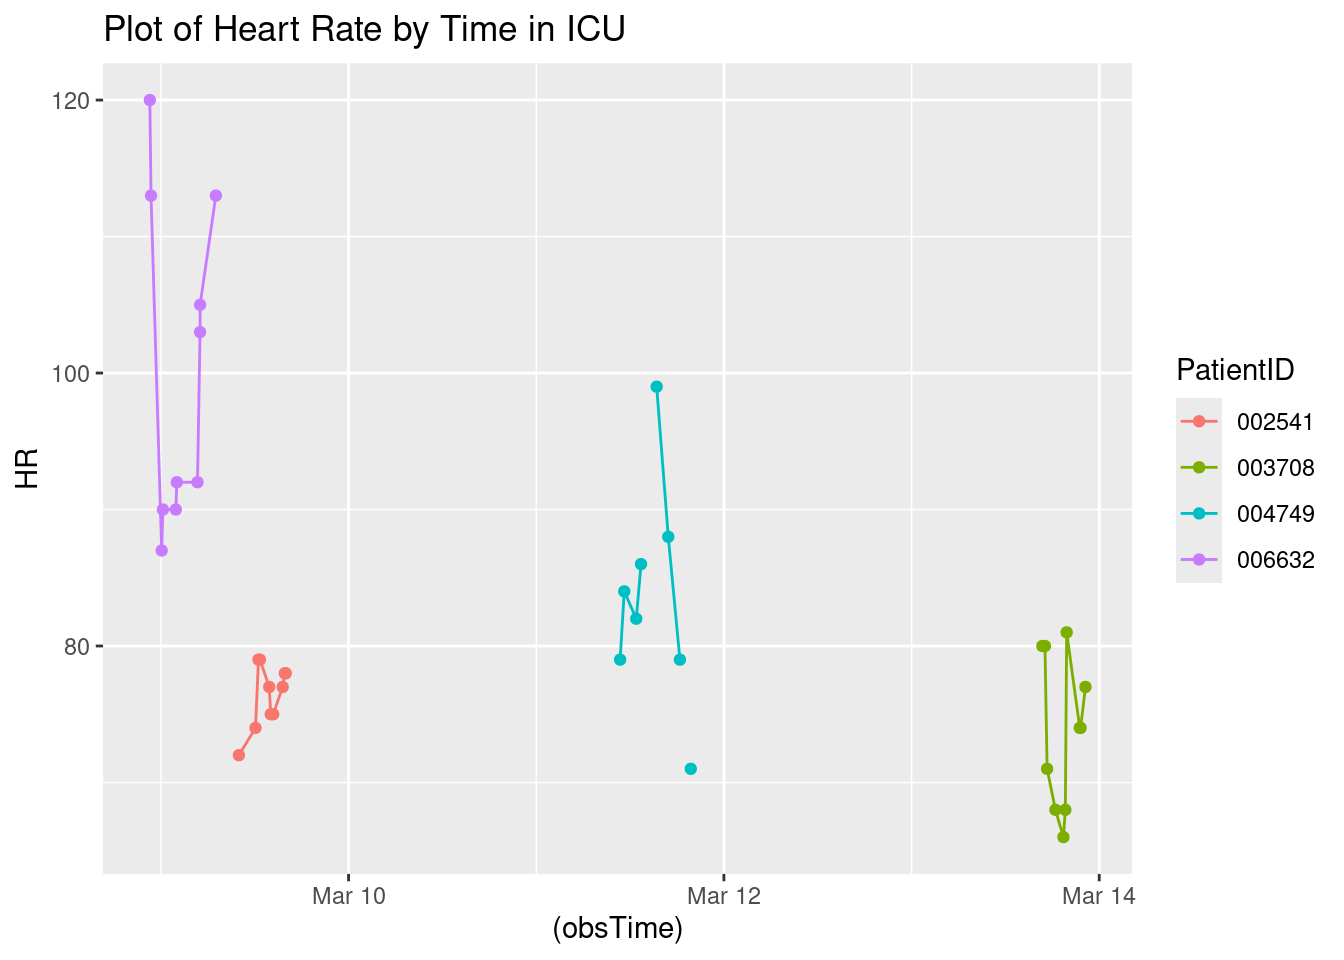 Plot of Heart Rate by Time in ICU
120
100
80
HR
Mar 10
Mar 12
Mar 14
(obsTime)
PatientID
002541
003708
004749
006632